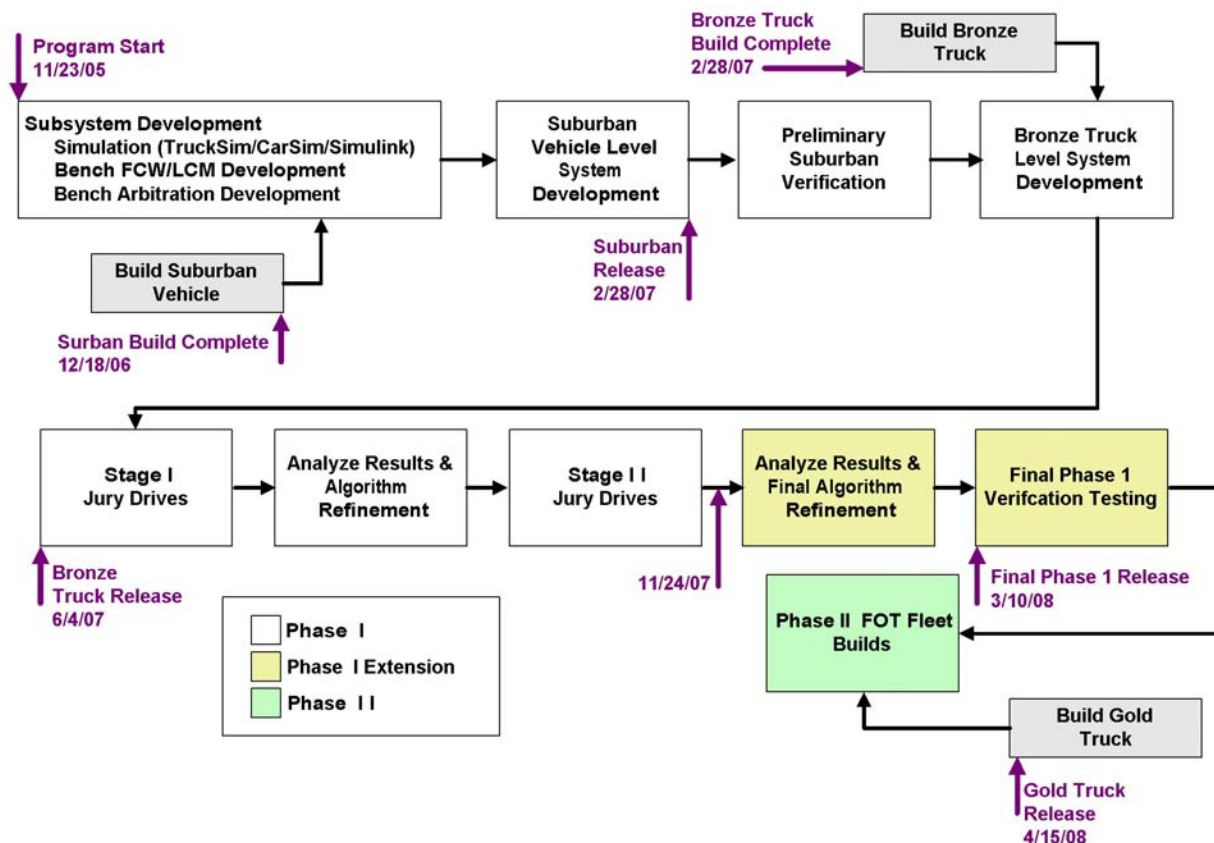 Program Start
11/23/05
Bronze Truck
Build Complete
2/28/07
Build Bronze
Truck
Subsystem Development
Simulation (TruckSim/CarSim/Simulink)
Bench FCW/LCM Development
Bench Arbitration Development
Suburban
Vehicle Level
System
Development
Preliminary
Suburban
Verification
Bronze Truck
Level System
Development
Build Suburban
Vehicle
Suburban
Release
2/28/07
Surban Build Complete
12/18/06
Stage I
Jury Drives
Analyze Results &
Algorithm
Refinement
Stage I I
Jury Drives
Analyze Results &
Final Algorithm
Refinement
Final Phase 1
Verifcation Testing
Bronze
Truck Release
6/4/07
11/24/07
Final Phase 1 Release
3/10/08
Phase I
Phase I Extension
Phase I I
Phase II FOT Fleet
Builds
Build Gold
Truck
Gold Truck
Release
4/15/08